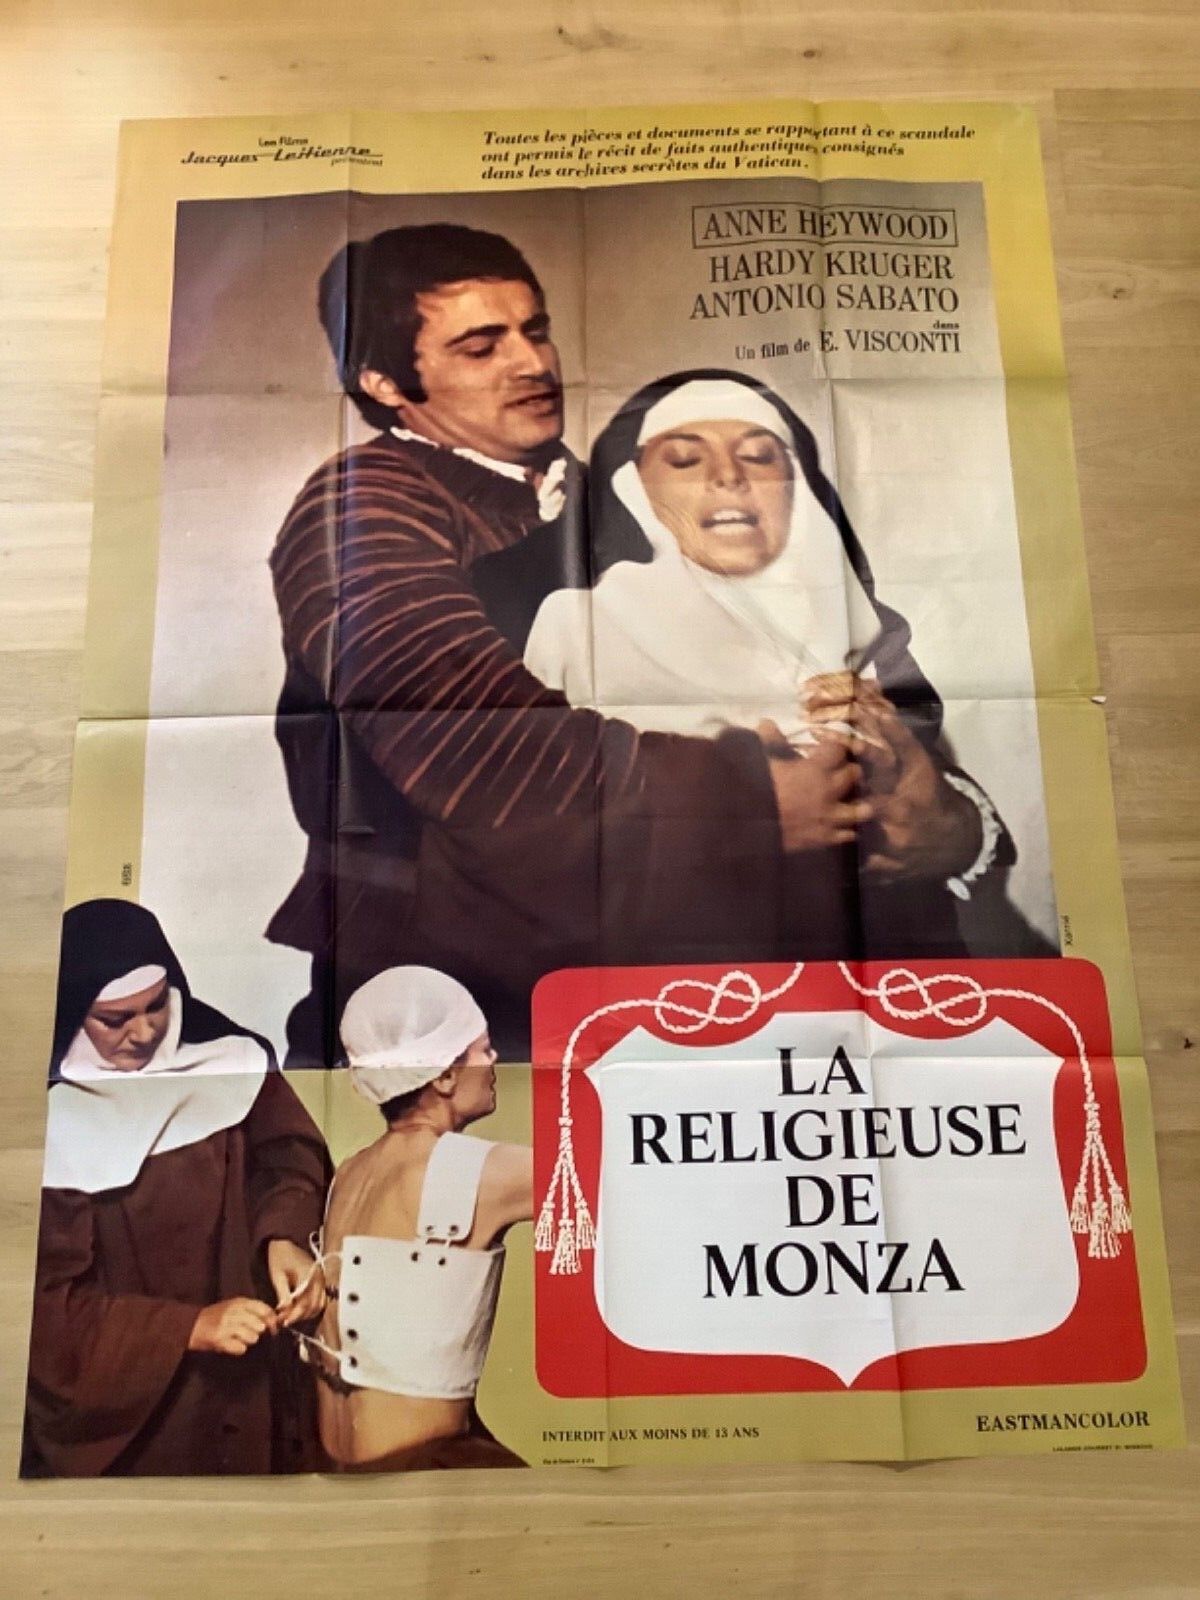 Les Films
Jacques Leitienne
présentent
Toutes les pièces et documents se rapportant à ce scandale
ont permis le récit de faits authentiques consignés
dans les archives secrètes du Vatican.
ANNE HEYWOOD
HARDY KRUGER
ANTONIO SABATO
dans
Un film de E. VISCONTI
Xarrié
LA
RELIGIEUSE
DE
MONZA
INTERDIT AUX MOINS DE 13 ANS
EASTMANCOLOR